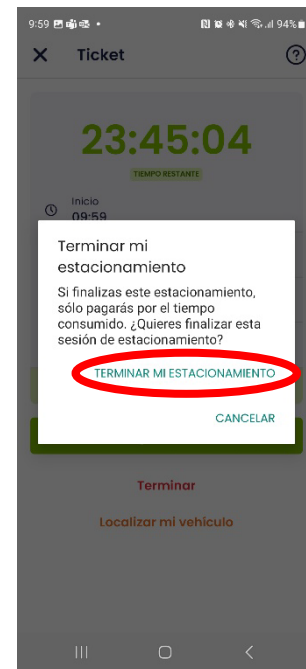 9:59
94%
Ticket
23:45:04
TIEMPO RESTANTE
Inicio
09:59
Terminar mi
estacionamiento
Si finalizas este estacionamiento,
sólo pagarás por el tiempo
consumido. ¿Quieres finalizar esta
sesión de estacionamiento?
TERMINAR MI ESTACIONAMIENTO
CANCELAR
Terminar
Localizar mi vehículo